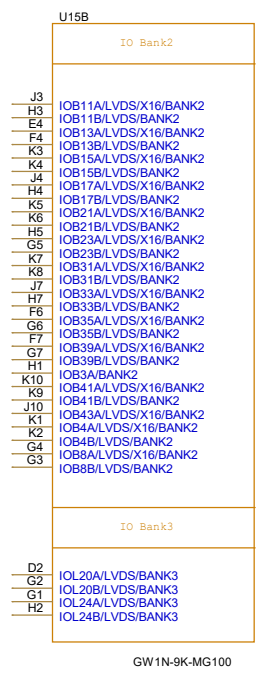 U15B
IO Bank2
J3 IOB11A/LVDS/X16/BANK2
H3 IOB11B/LVDS/BANK2
E4 IOB13A/LVDS/X16/BANK2
F4 IOB13B/LVDS/BANK2
K3 IOB15A/LVDS/X16/BANK2
K4 IOB15B/LVDS/BANK2
J4 IOB17A/LVDS/X16/BANK2
H4 IOB17B/LVDS/BANK2
K5 IOB21A/LVDS/X16/BANK2
K6 IOB21B/LVDS/BANK2
H5 IOB23A/LVDS/X16/BANK2
G5 IOB23B/LVDS/BANK2
K7 IOB31A/LVDS/X16/BANK2
K8 IOB31B/LVDS/BANK2
J7 IOB33A/LVDS/X16/BANK2
H7 IOB33B/LVDS/BANK2
F6 IOB35A/LVDS/X16/BANK2
G6 IOB35B/LVDS/BANK2
F7 IOB39A/LVDS/X16/BANK2
G7 IOB39B/LVDS/BANK2
H1 IOB3A/BANK2
K10 IOB41A/LVDS/X16/BANK2
K9 IOB41B/LVDS/BANK2
J10 IOB43A/LVDS/X16/BANK2
K1 IOB4A/LVDS/X16/BANK2
K2 IOB4B/LVDS/BANK2
G4 IOB8A/LVDS/X16/BANK2
G3 IOB8B/LVDS/BANK2
IO Bank3
D2 IOL20A/LVDS/BANK3
G2 IOL20B/LVDS/BANK3
G1 IOL24A/LVDS/BANK3
H2 IOL24B/LVDS/BANK3
GW1N-9K-MG100